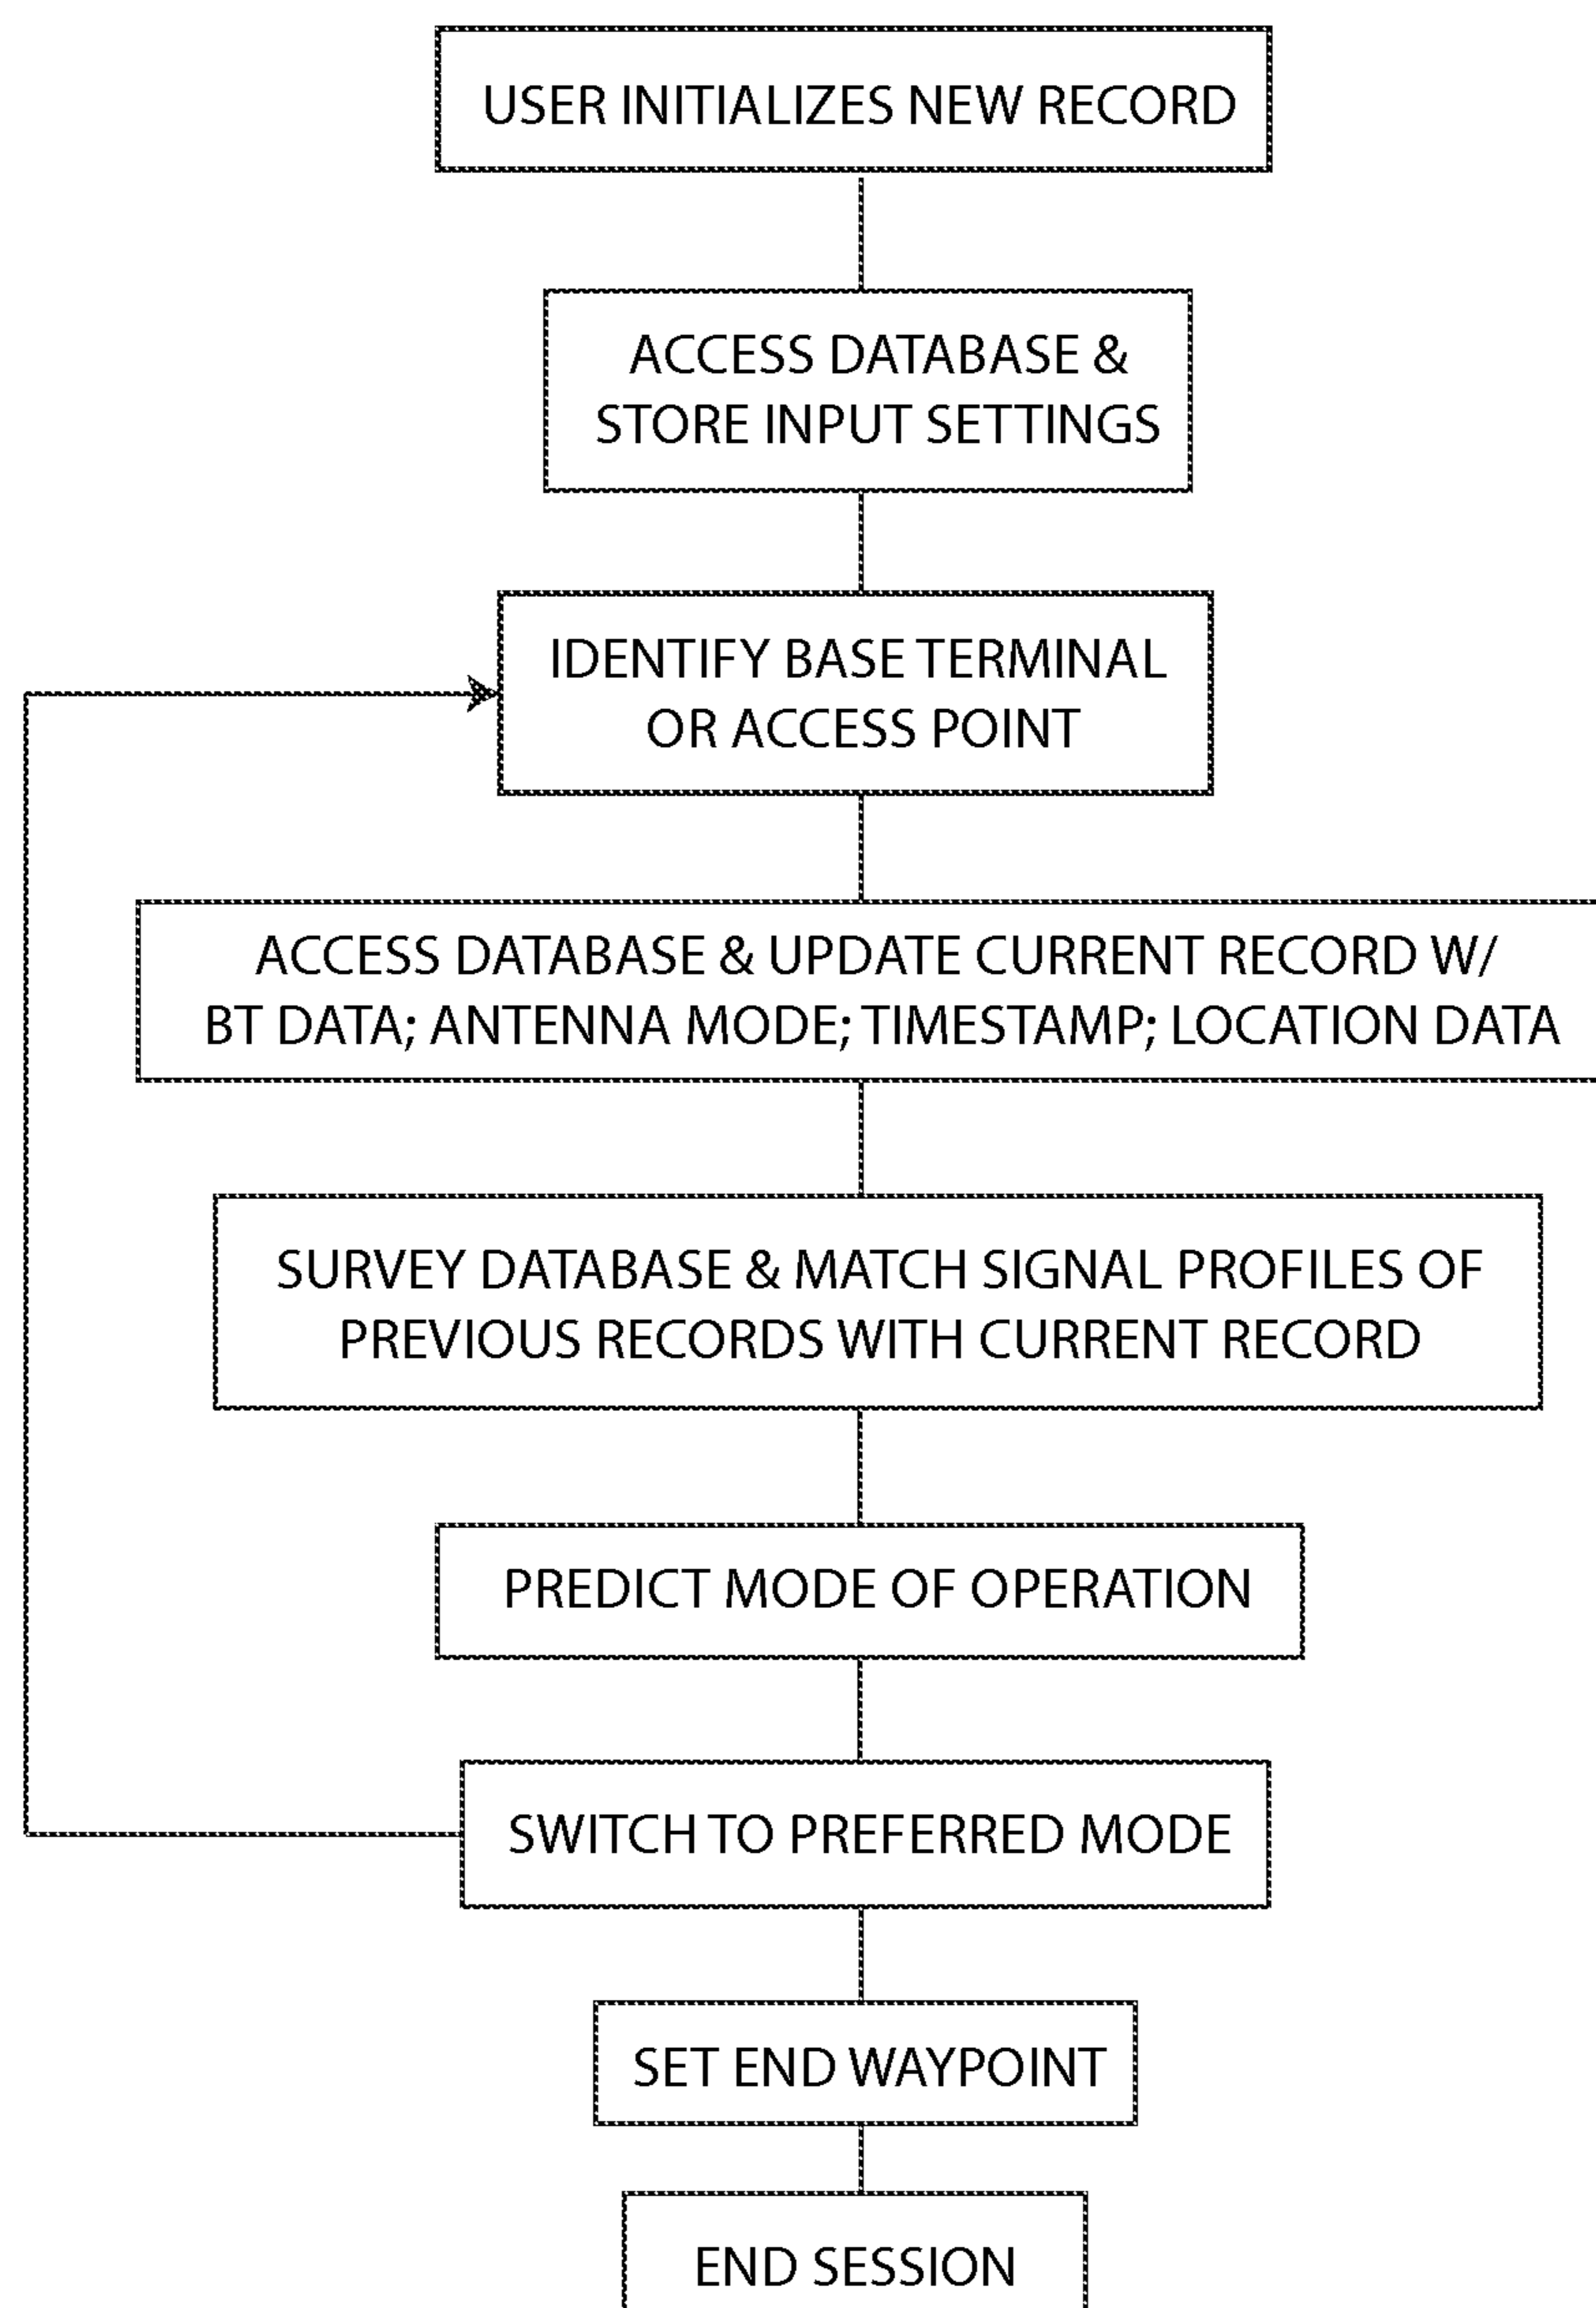 USER INITIALIZES NEW RECORD
ACCESS DATABASE &
STORE INPUT SETTINGS
IDENTIFY BASE TERMINAL
OR ACCESS POINT
ACCESS DATABASE & UPDATE CURRENT RECORD W/
BT DATA; ANTENNA MODE; TIMESTAMP; LOCATION DATA
SURVEY DATABASE & MATCH SIGNAL PROFILES OF
PREVIOUS RECORDS WITH CURRENT RECORD
PREDICT MODE OF OPERATION
SWITCH TO PREFERRED MODE
SET END WAYPOINT
END SESSION